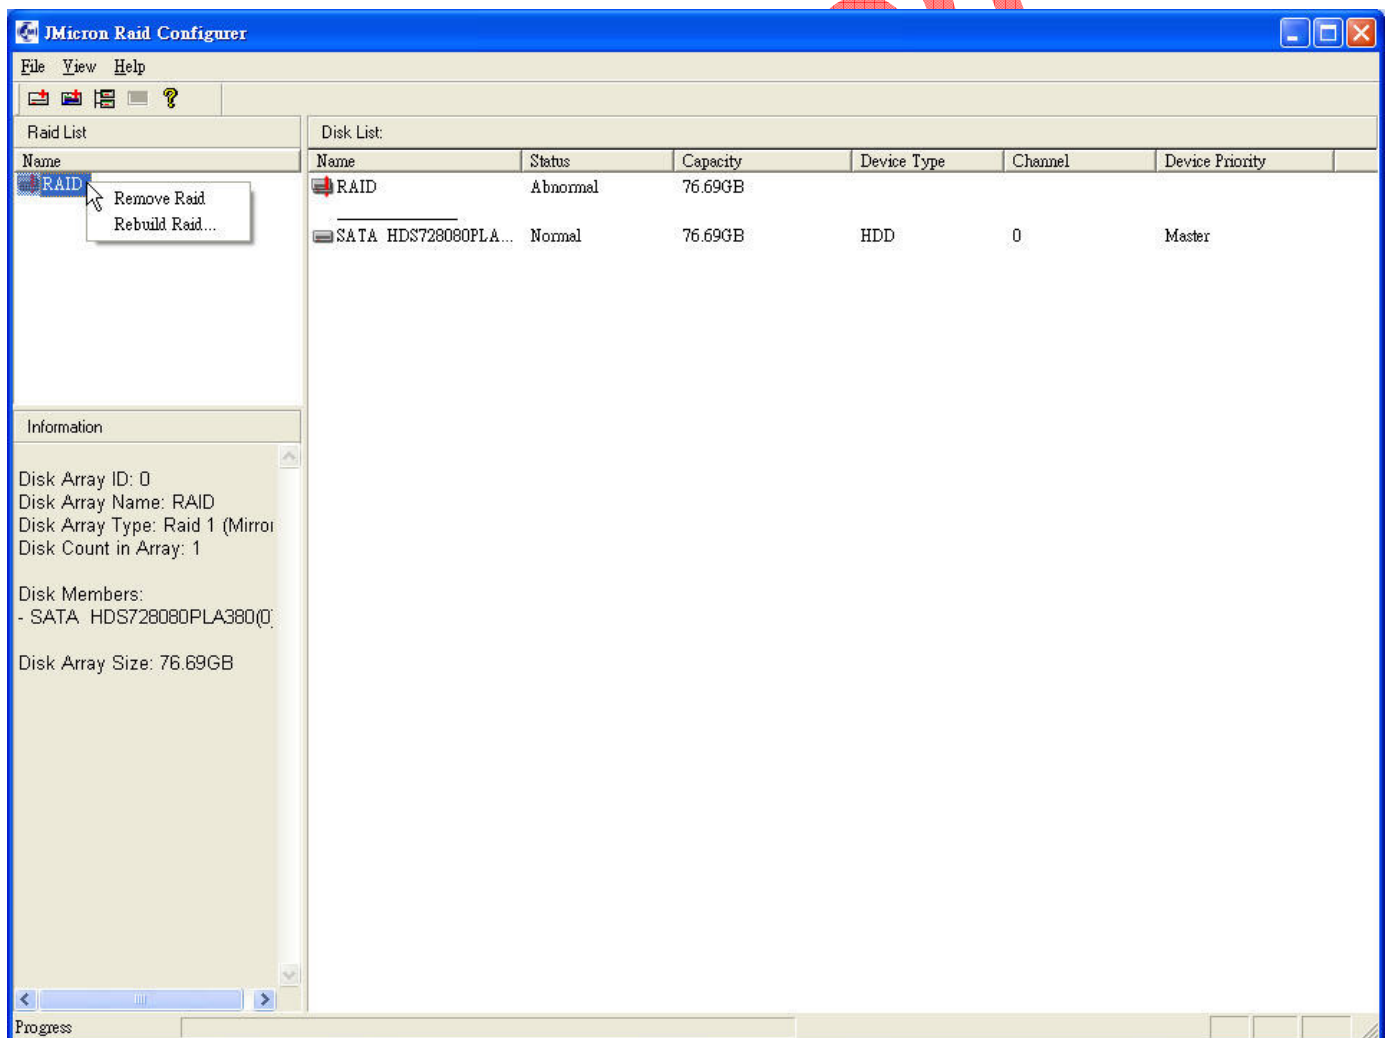 JMicron Raid Configurer
File View Help
Raid List
Disk List:
Name
Name Status Capacity Device Type Channel Device Priority
RAID
Remove Raid
Rebuild Raid...
RAID Abnormal 76.69GB
SATA HDS728080PLA... Normal 76.69GB HDD 0 Master
Information
Disk Array ID: 0
Disk Array Name: RAID
Disk Array Type: Raid 1 (Mirror
Disk Count in Array: 1
Disk Members:
- SATA HDS728080PLA380(0)
Disk Array Size: 76.69GB
Progress